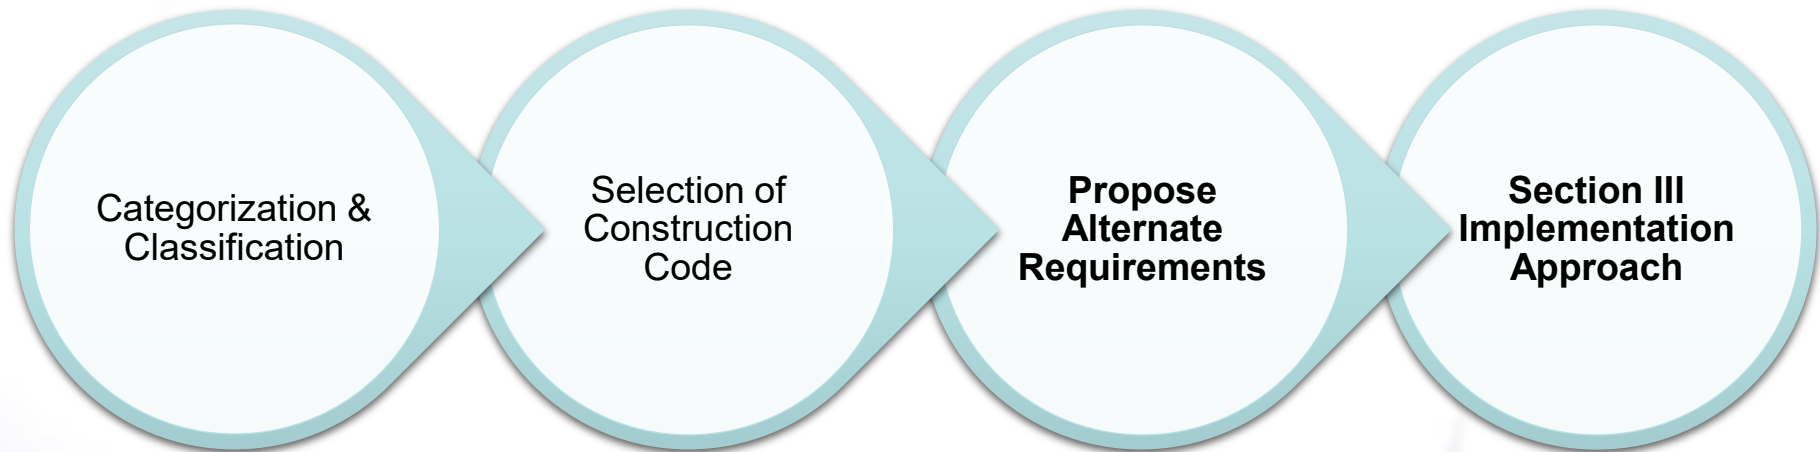 Categorization &
Classification
Selection of
Construction
Code
Propose
Alternate
Requirements
Section III
Implementation
Approach